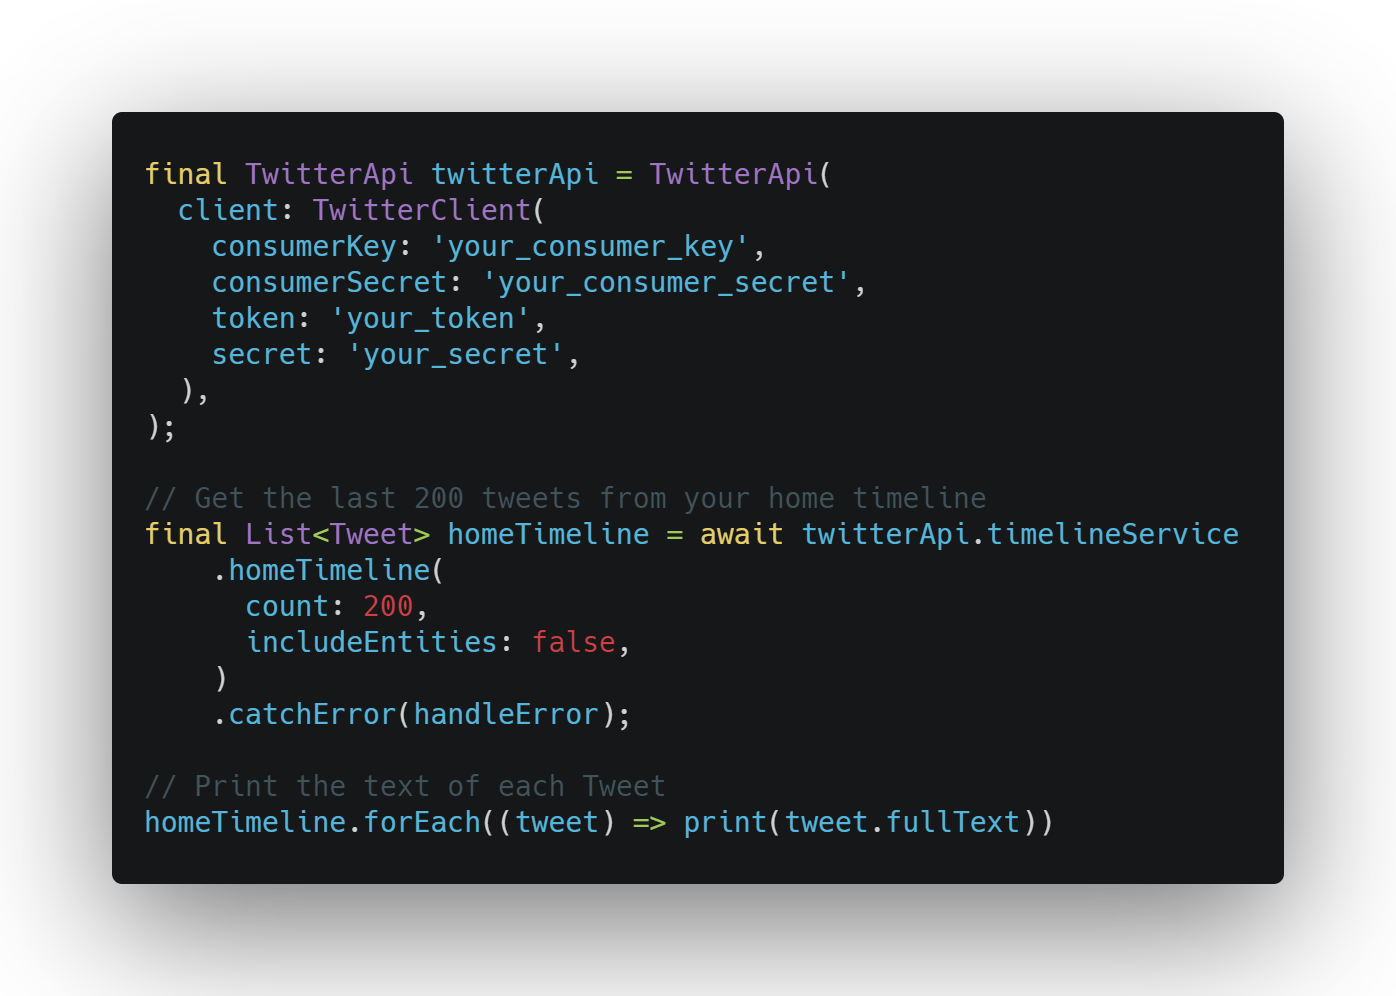 final TwitterApi twitterApi = TwitterApi(
  client: TwitterClient(
    consumerKey: 'your_consumer_key',
    consumerSecret: 'your_consumer_secret',
    token: 'your_token',
    secret: 'your_secret',
  ),
);

// Get the last 200 tweets from your home timeline
final List<Tweet> homeTimeline = await twitterApi.timelineService
    .homeTimeline(
      count: 200,
      includeEntities: false,
    )
    .catchError(handleError);

// Print the text of each Tweet
homeTimeline.forEach((tweet) => print(tweet.fullText))